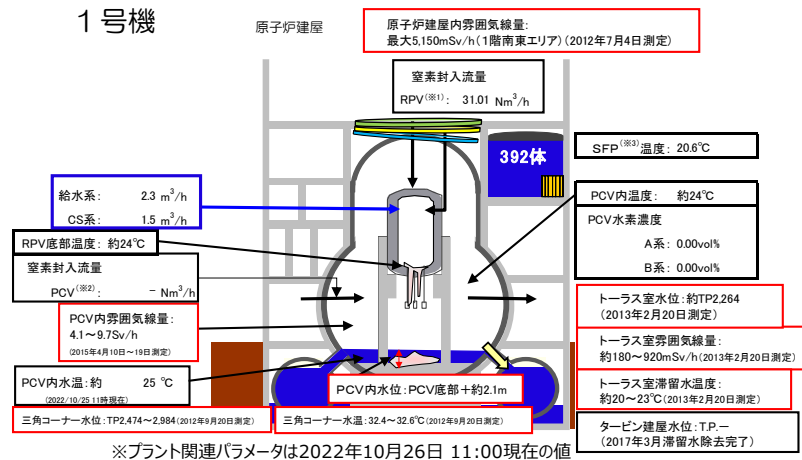 １号機
原子炉建屋
原子炉建屋内雰囲気線量:
最大5,150mSv/h(1階南東エリア)(2012年7月4日測定)
窒素封入流量
RPV(※1): 31.01 Nm3/h
392体
SFP(※3)温度: 20.6℃
給水系: 2.3 m3/h
CS系: 1.5 m3/h
PCV内温度: 約24℃
PCV水素濃度
A系: 0.00vol%
B系: 0.00vol%
RPV底部温度: 約24℃
窒素封入流量
PCV(※2): － Nm3/h
トーラス室水位:約TP2,264
(2013年2月20日測定)
PCV内雰囲気線量:
4.1～9.7Sv/h
(2015年4月10日～19日測定)
トーラス室雰囲気線量:
約180～920mSv/h(2013年2月20日測定)
PCV内水温:約 25 ℃
(2022/10/25 11時現在)
PCV内水位:PCV底部＋約2.1m
トーラス室滞留水温度:
約20～23℃(2013年2月20日測定)
三角コーナー水位:TP2,474～2,984(2012年9月20日測定)
三角コーナー水温:32.4～32.6℃(2012年9月20日測定)
タービン建屋水位:T.P.－
(2017年3月滞留水除去完了)
※プラント関連パラメータは2022年10月26日 11:00現在の値